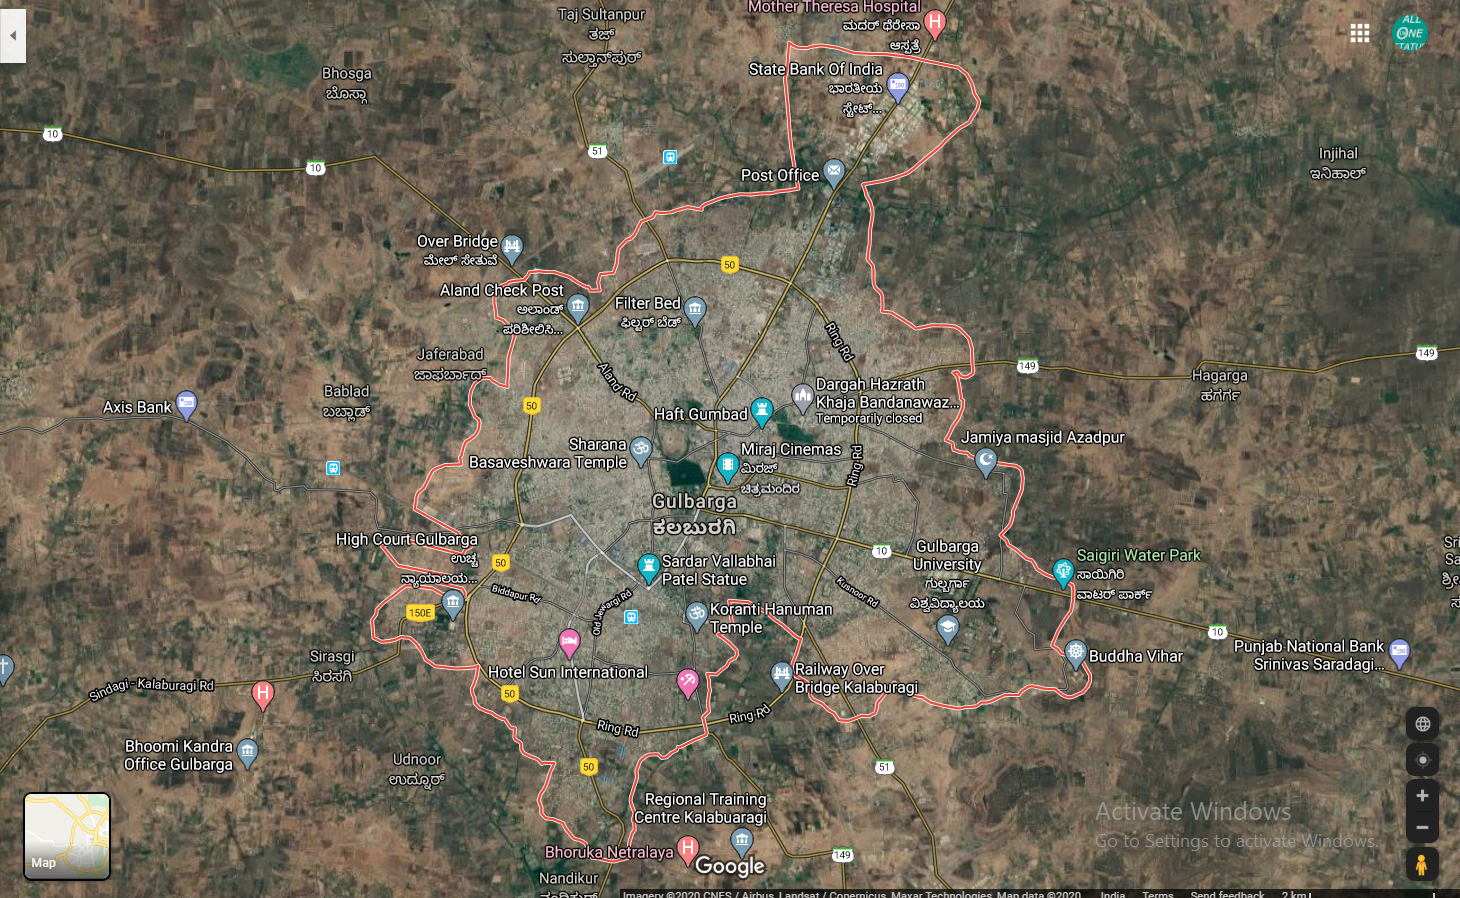 Mother Theresa Hospital
ಮದರ್ ಥೆರೇಸಾ
ಆಸ್ಪತ್ರೆ
ALL
ONE
Taj Sultanpur
ತಜ್
ಸುಲ್ತಾನ್‌ಪುರ್
State Bank Of India
ಭಾರತೀಯ
ಸ್ಟೇಟ್...
Bhosga
ಬೊಸ್ಗಾ
10
10
51
Injihal
ಇನಿಹಾಲ್
Post Office
Over Bridge
ಮೇಲ್ ಸೇತುವೆ
50
Aland Check Post
ಅಲಾಂಡ್
ಪರಿಶೀಲಿಸಿ...
Filter Bed
ಫಿಲ್ಟರ್ ಬೆಡ್
Ring Rd
Jaferabad
ಜಾಫರ್ಬಾದ್
149
149
Aland Rd
Hagarga
ಹಗರ್ಗ
Bablad
ಬಬ್ಲಾಡ್
Axis Bank
50
Dargah Hazrath
Khaja Bandanawaz...
Temporarily closed
Haft Gumbad
Jamiya masjid Azadpur
Sharana
Basaveshwara Temple
Miraj Cinemas
ಮಿರಜ್
ಚಿತ್ರಮಂದಿರ
Ring Rd
Gulbarga
ಕಲಬುರಗಿ
High Court Gulbarga
ಉಚ್ಚ
ನ್ಯಾಯಾಲಯ...
50
Sardar Vallabhai
Patel Statue
10
Gulbarga
University
ಗುಲ್ಬರ್ಗಾ
ವಿಶ್ವವಿದ್ಯಾಲಯ
Saigiri Water Park
ಸಾಯಿಗಿರಿ
ವಾಟರ್ ಪಾರ್ಕ್
Biddapur Rd
Old Jewargi Rd
Kusnoor Rd
150E
Koranti Hanuman
Temple
10
Sirasgi
ಸಿರಸಗಿ
Hotel Sun International
Railway Over
Bridge Kalaburagi
Buddha Vihar
Punjab National Bank
Srinivas Saradagi...
Sindagi - Kalaburagi Rd
50
Ring Rd
Ring Rd
Bhoomi Kandra
Office Gulbarga
Udnoor
ಉದ್ನೂರ್
50
51
Regional Training
Centre Kalabuaragi
Activate Windows
Go to Settings to activate Windows.
Map
Bhoruka Netralaya
Google
149
Nandikur
Imagery ©2020 CNES / Airbus, Landsat / Copernicus, Maxar Technologies, Map data ©2020 India Terms Send feedback 2 km